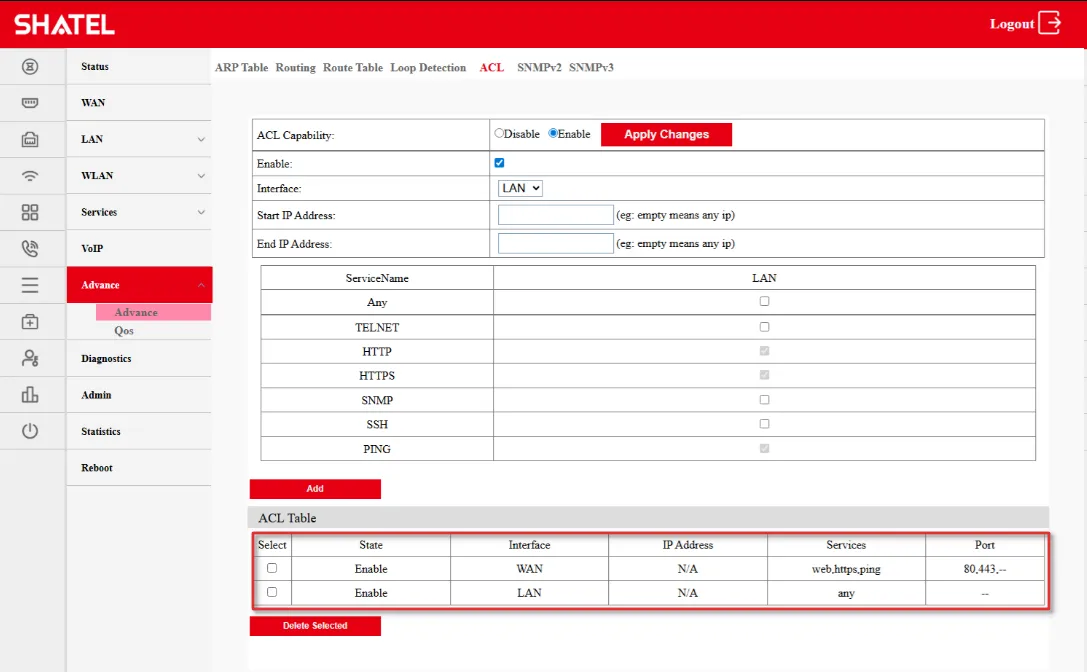 SHATEL
Logout
Status
WAN
LAN
WLAN
Services
VoIP
Advance
Advance
Qos
Diagnostics
Admin
Statistics
Reboot
ARP Table Routing Route Table Loop Detection ACL SNMPv2 SNMPv3
ACL Capability: Disable Enable Apply Changes
Enable:
Interface: LAN
Start IP Address: (eg: empty means any ip)
End IP Address: (eg: empty means any ip)
ServiceName LAN
Any
TELNET
HTTP
HTTPS
SNMP
SSH
PING
Add
ACL Table
Select State Interface IP Address Services Port
Enable WAN N/A web,https,ping 80,443,--
Enable LAN N/A any --
Delete Selected